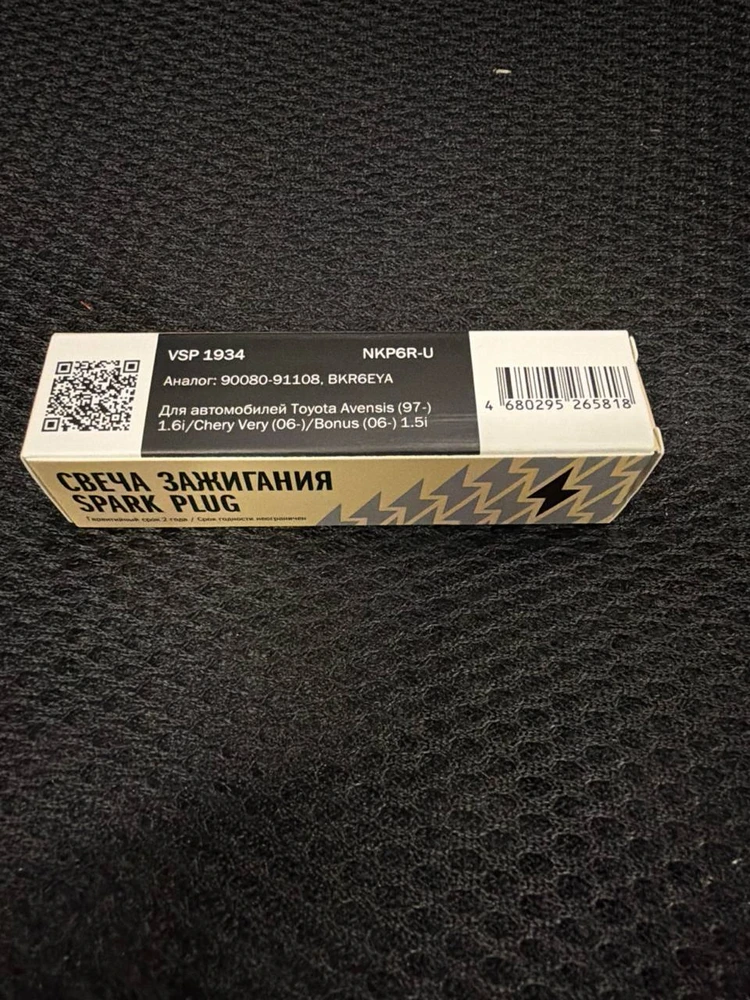 VSP 1934 NKP6R-U
Аналог: 90080-91108, BKR6EYA
Для автомобилей Toyota Avensis (97-)
1.6i/Chery Very (06-)/Bonus (06-) 1.5i
4 680295 265818
СВЕЧА ЗАЖИГАНИЯ
SPARK PLUG
Гарантийный срок 2 года / Срок годности неограничен